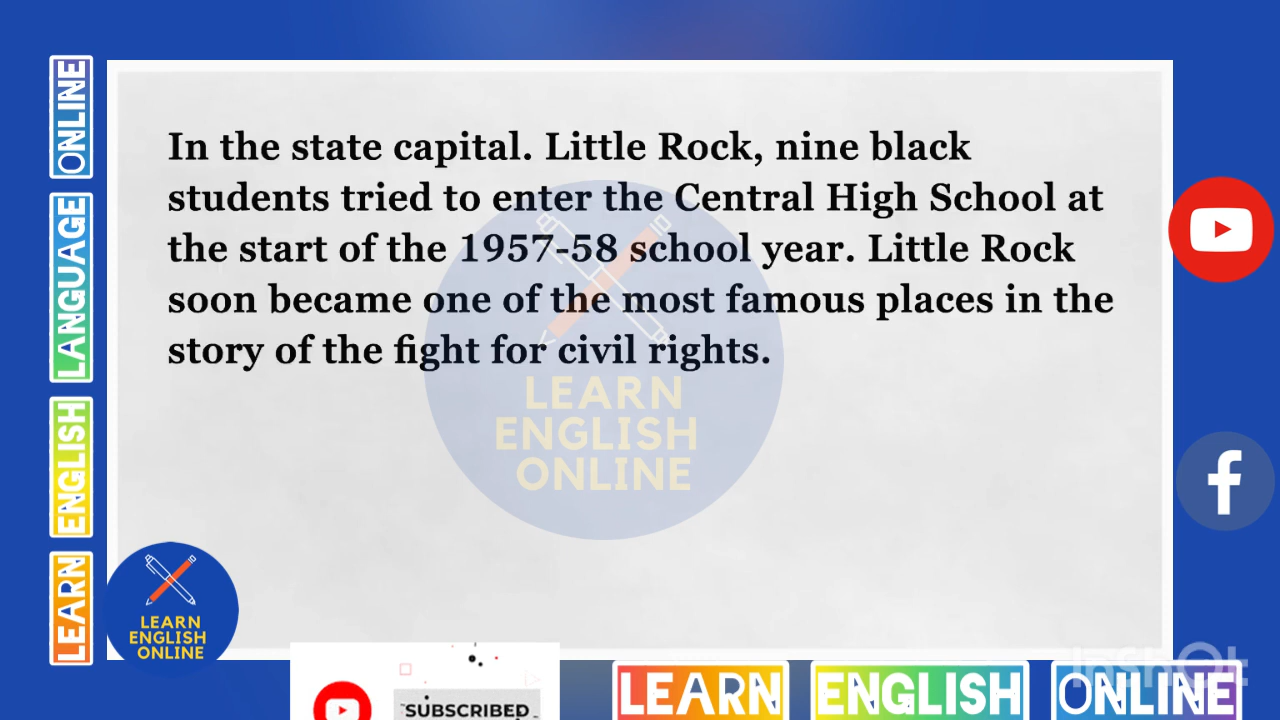 In the state capital. Little Rock, nine black
students tried to enter the Central High School at
the start of the 1957-58 school year. Little Rock
soon became one of the most famous places in the
story of the fight for civil rights.
LEARN
ENGLISH
ONLINE
LEARN ENGLISH LANGUAGE ONLINE
LEARN
ENGLISH
ONLINE
SUBSCRIBED
LEARN ENGLISH ONLINE
InShOt